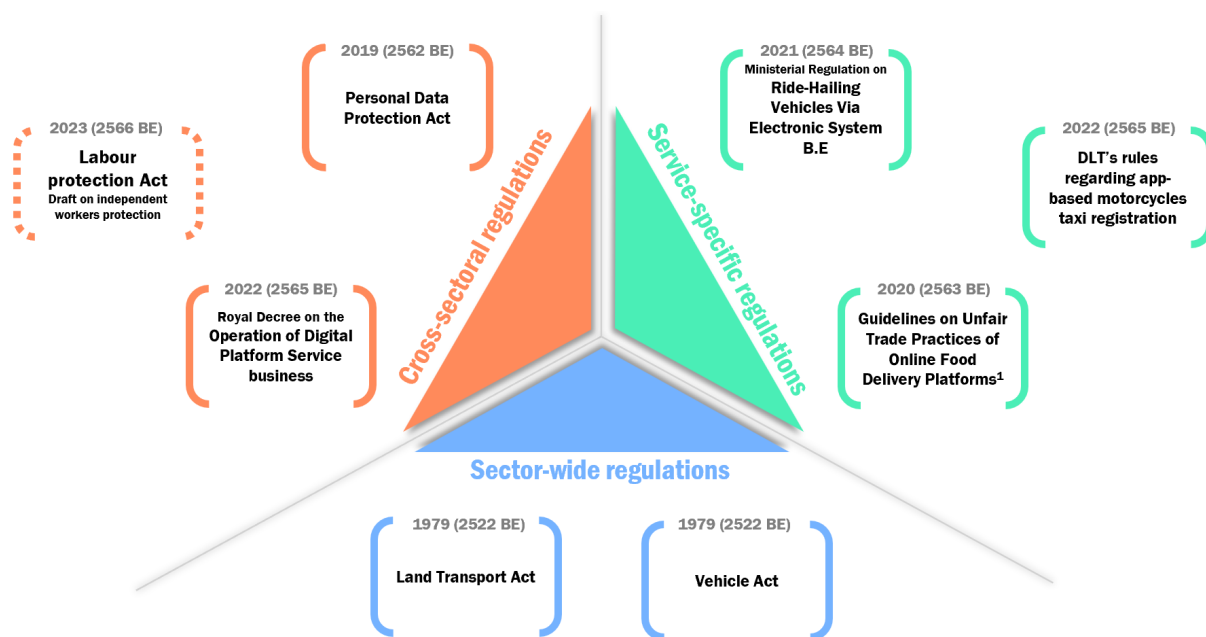 2019 (2562 BE)
Personal Data
Protection Act
2023 (2566 BE)
Labour
protection Act
Draft on independent
workers protection
2022 (2565 BE)
Royal Decree on the
Operation of Digital
Platform Service
business
Cross-sectoral regulations
2021 (2564 BE)
Ministerial Regulation on
Ride-Hailing
Vehicles Via
Electronic System
B.E
2022 (2565 BE)
DLT’s rules
regarding app-
based motorcycles
taxi registration
2020 (2563 BE)
Guidelines on Unfair
Trade Practices of
Online Food
Delivery Platforms¹
Service-specific regulations
Sector-wide regulations
1979 (2522 BE)
Land Transport Act
1979 (2522 BE)
Vehicle Act